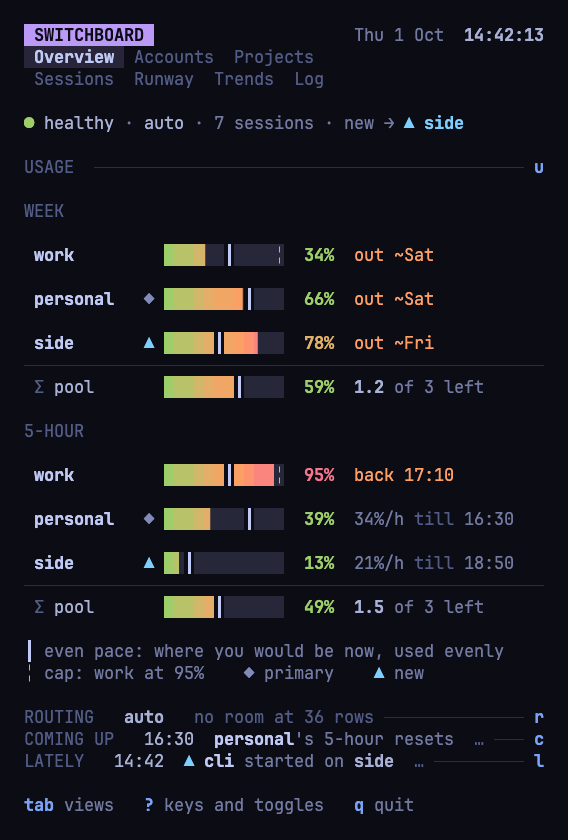 SWITCHBOARD Thu 1 Oct 14:42:13
Overview Accounts Projects
Sessions Runway Trends Log
● healthy · auto · 7 sessions · new → ▲ side
USAGE u
WEEK
work 34% out ~Sat
personal ◆ 66% out ~Sat
side ▲ 78% out ~Fri
Σ pool 59% 1.2 of 3 left
5-HOUR
work 95% back 17:10
personal ◆ 39% 34%/h till 16:30
side ▲ 13% 21%/h till 18:50
Σ pool 49% 1.5 of 3 left
even pace: where you would be now, used evenly
cap: work at 95% ◆ primary ▲ new
ROUTING auto no room at 36 rows r
COMING UP 16:30 personal's 5-hour resets … c
LATELY 14:42 ▲ cli started on side … l
tab views ? keys and toggles q quit